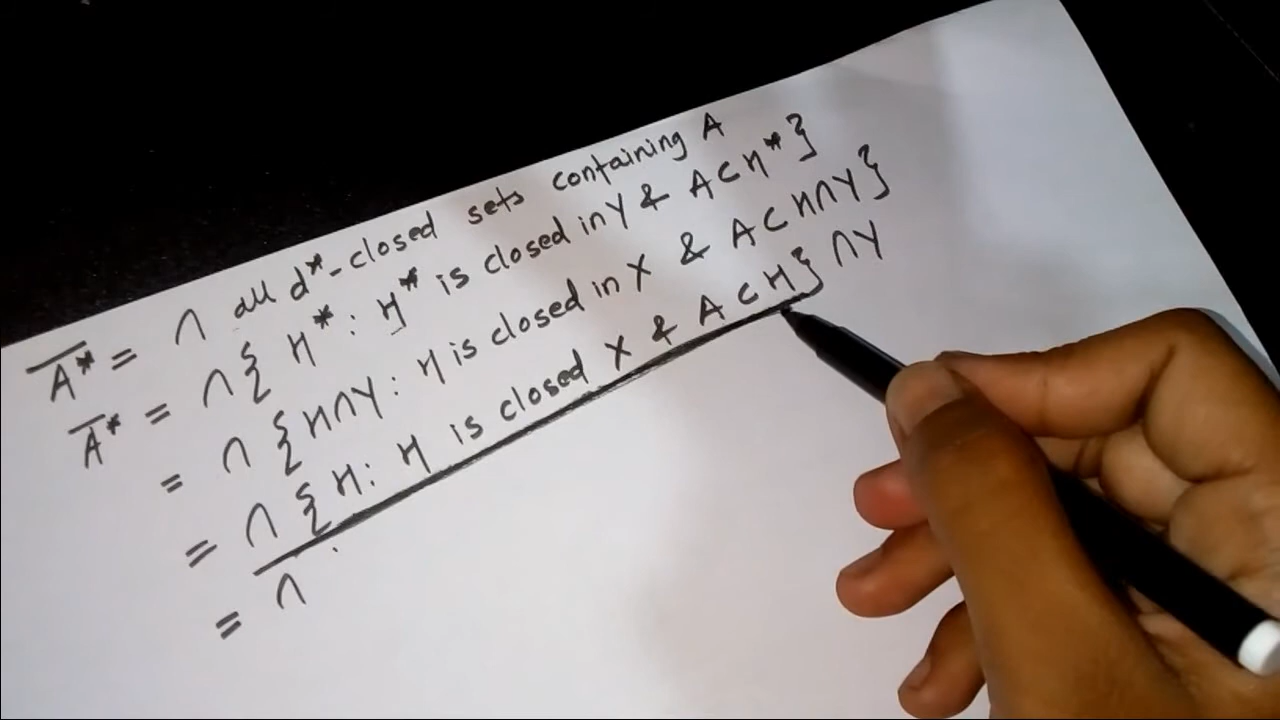 A̅* = ∩ all d*-closed sets containing A
A̅* = ∩ { H* : H* is closed in Y & A ⊂ H* }
= ∩ { H∩Y : H is closed in X & A ⊂ H∩Y }
= ∩ { H : H is closed X & A ⊂ H } ∩ Y
= ∩